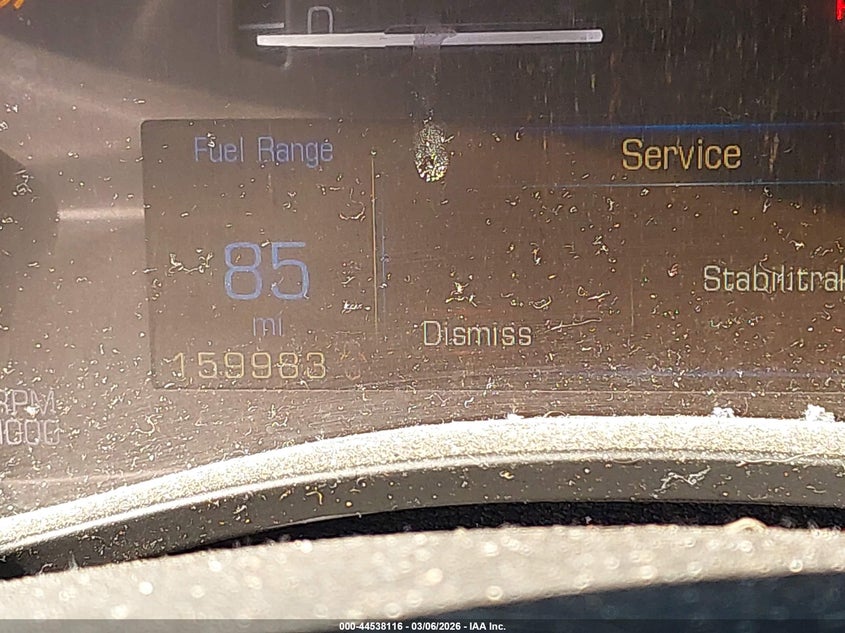 Fuel Range
85
mi
159983
Service
Stabilitrak
Dismiss
RPM
000-44538116 - 03/06/2026 - IAA Inc.